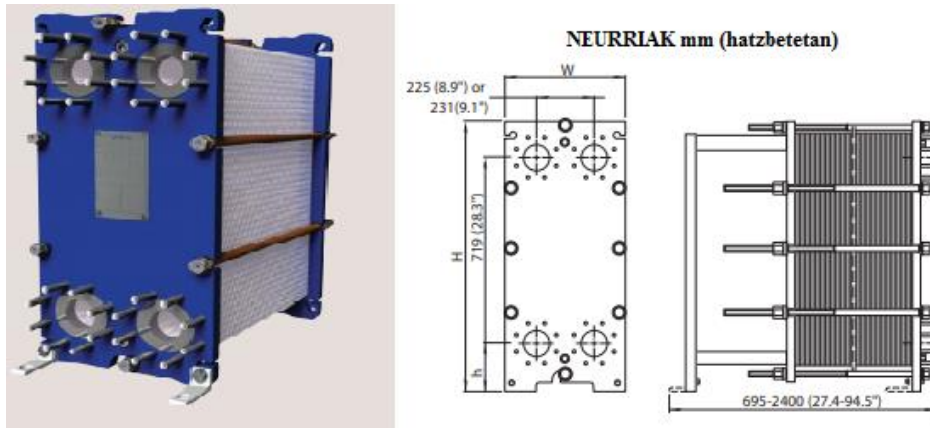 NEURRIAK mm (hatzbetetan)
W
225 (8.9") or
231(9.1")
H
719 (28.3")
h
695-2400 (27.4-94.5")